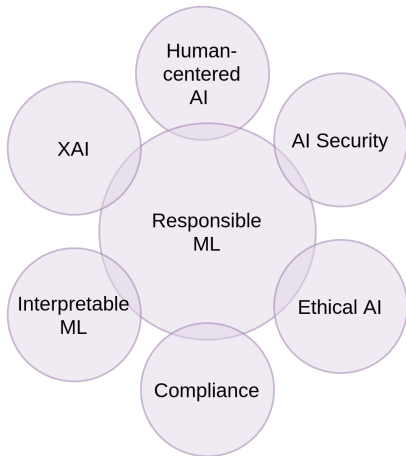 Human-
centered
AI
XAI
AI Security
Responsible
ML
Interpretable
ML
Ethical AI
Compliance